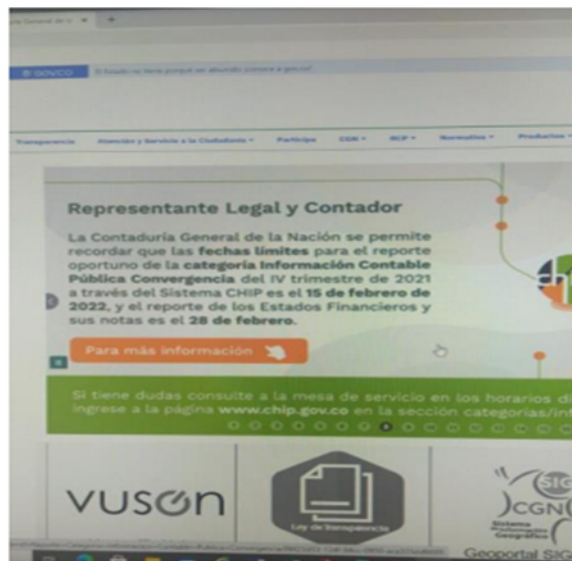 GOV.CO
Transparencia Atención y Servicio a la Ciudadanía Participa CGN RCP Normativa Productos
Representante Legal y Contador
La Contaduría General de la Nación se permite
recordar que las fechas límites para el reporte
oportuno de la categoría Información Contable
Pública Convergencia del IV trimestre de 2021
a través del Sistema CHIP es el 15 de febrero de
2022, y el reporte de los Estados Financieros y
sus notas es el 28 de febrero.
Para más información
Si tiene dudas consulte a la mesa de servicio en los horarios
ingrese a la página www.chip.gov.co en la sección categorías/inf
VUSON
Ley de Transparencia
SIG
CGN
Sistema
Geográfico
Geoportal SIG